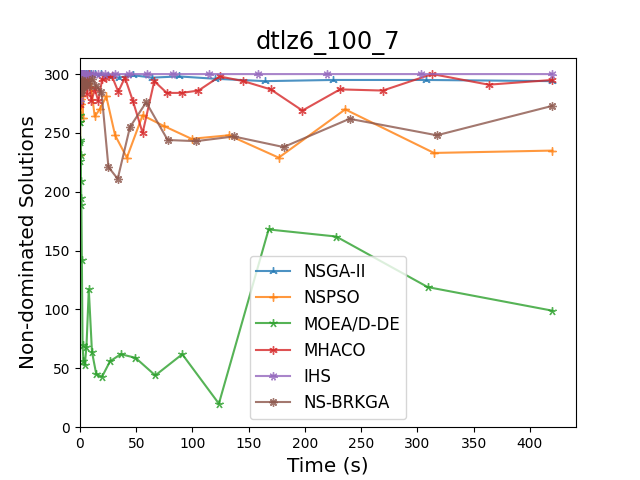 dtlz6_100_7
Non-dominated Solutions
300
250
200
150
100
50
0
0 50 100 150 200 250 300 350 400
Time (s)
NSGA-II
NSPSO
MOEA/D-DE
MHACO
IHS
NS-BRKGA